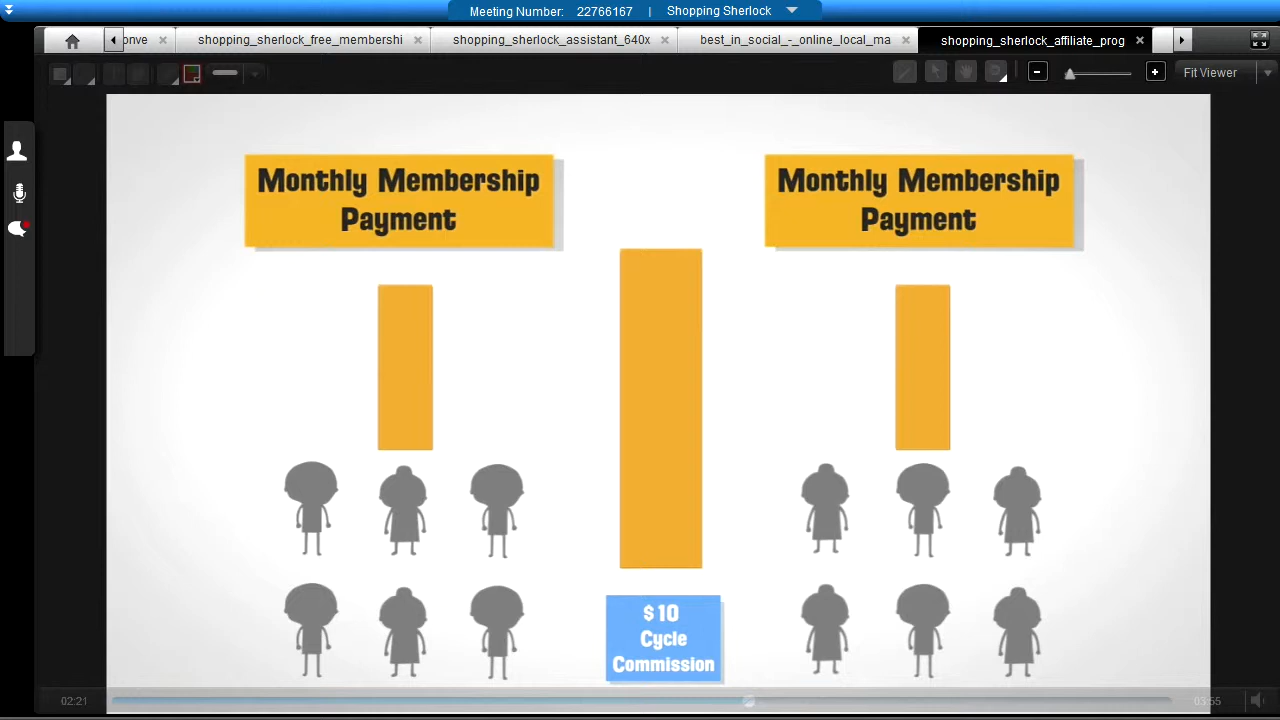 Meeting Number: 22766167 | Shopping Sherlock
onve
shopping_sherlock_free_membershi
shopping_sherlock_assistant_640x
best_in_social_-_online_local_ma
shopping_sherlock_affiliate_prog
Fit Viewer
Monthly Membership
Payment
Monthly Membership
Payment
$10
Cycle
Commission
02:21
03:55